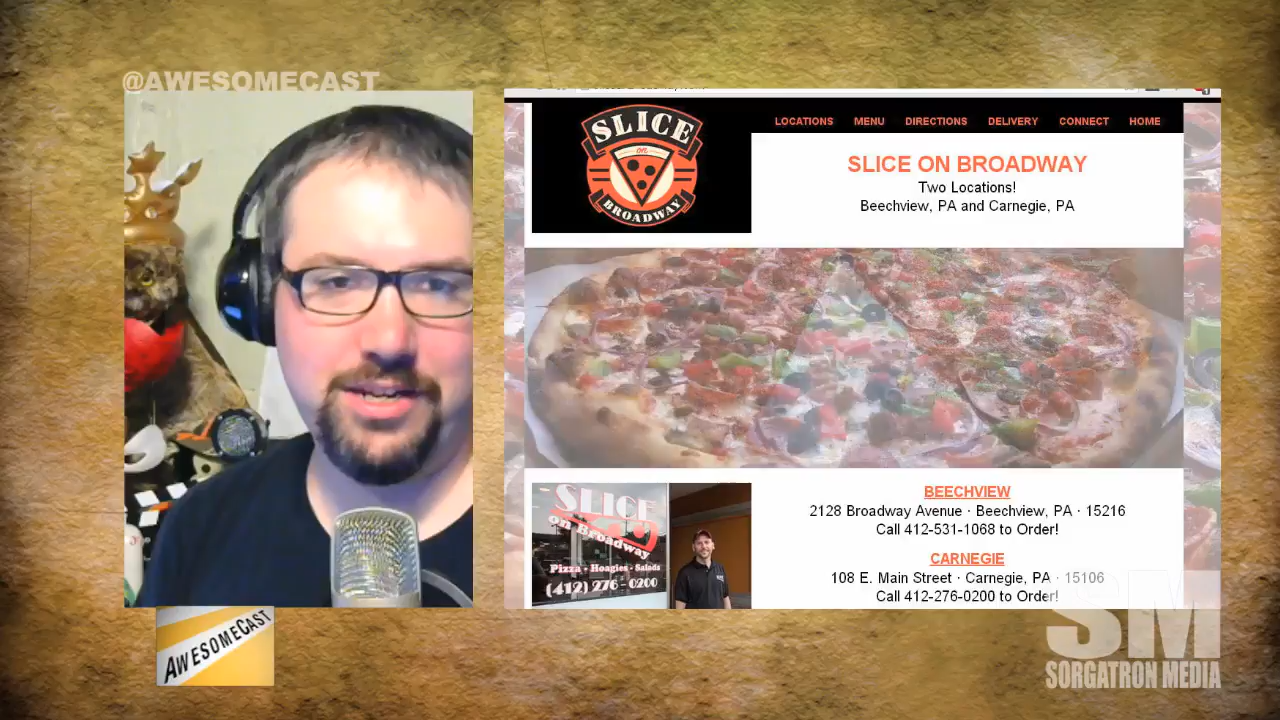 @AWESOMECAST
SLICE
on
BROADWAY
LOCATIONS MENU DIRECTIONS DELIVERY CONNECT HOME
SLICE ON BROADWAY
Two Locations!
Beechview, PA and Carnegie, PA
SLICE
on Broadway
Pizza - Hoagies - Salads
(412) 276-0200
BEECHVIEW
2128 Broadway Avenue · Beechview, PA · 15216
Call 412-531-1068 to Order!
CARNEGIE
108 E. Main Street · Carnegie, PA · 15106
Call 412-276-0200 to Order!
AWESOMECAST
SM
SORGATRON MEDIA